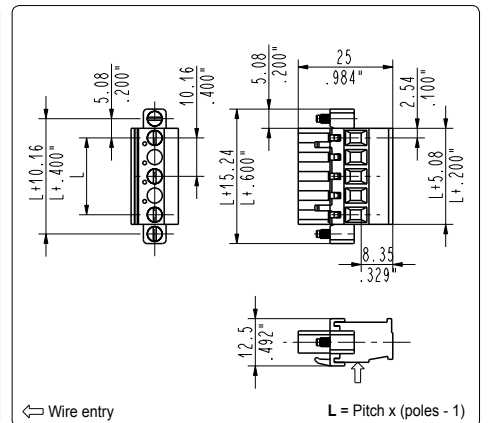 5.08
.200"
10.16
.400"
L+10.16
L+.400"
L
5.08
.200"
25
.984"
2.54
.100"
L+15.24
L+.600"
L+5.08
L+.200"
8.35
.329"
12.5
.492"
Wire entry
L = Pitch x (poles - 1)